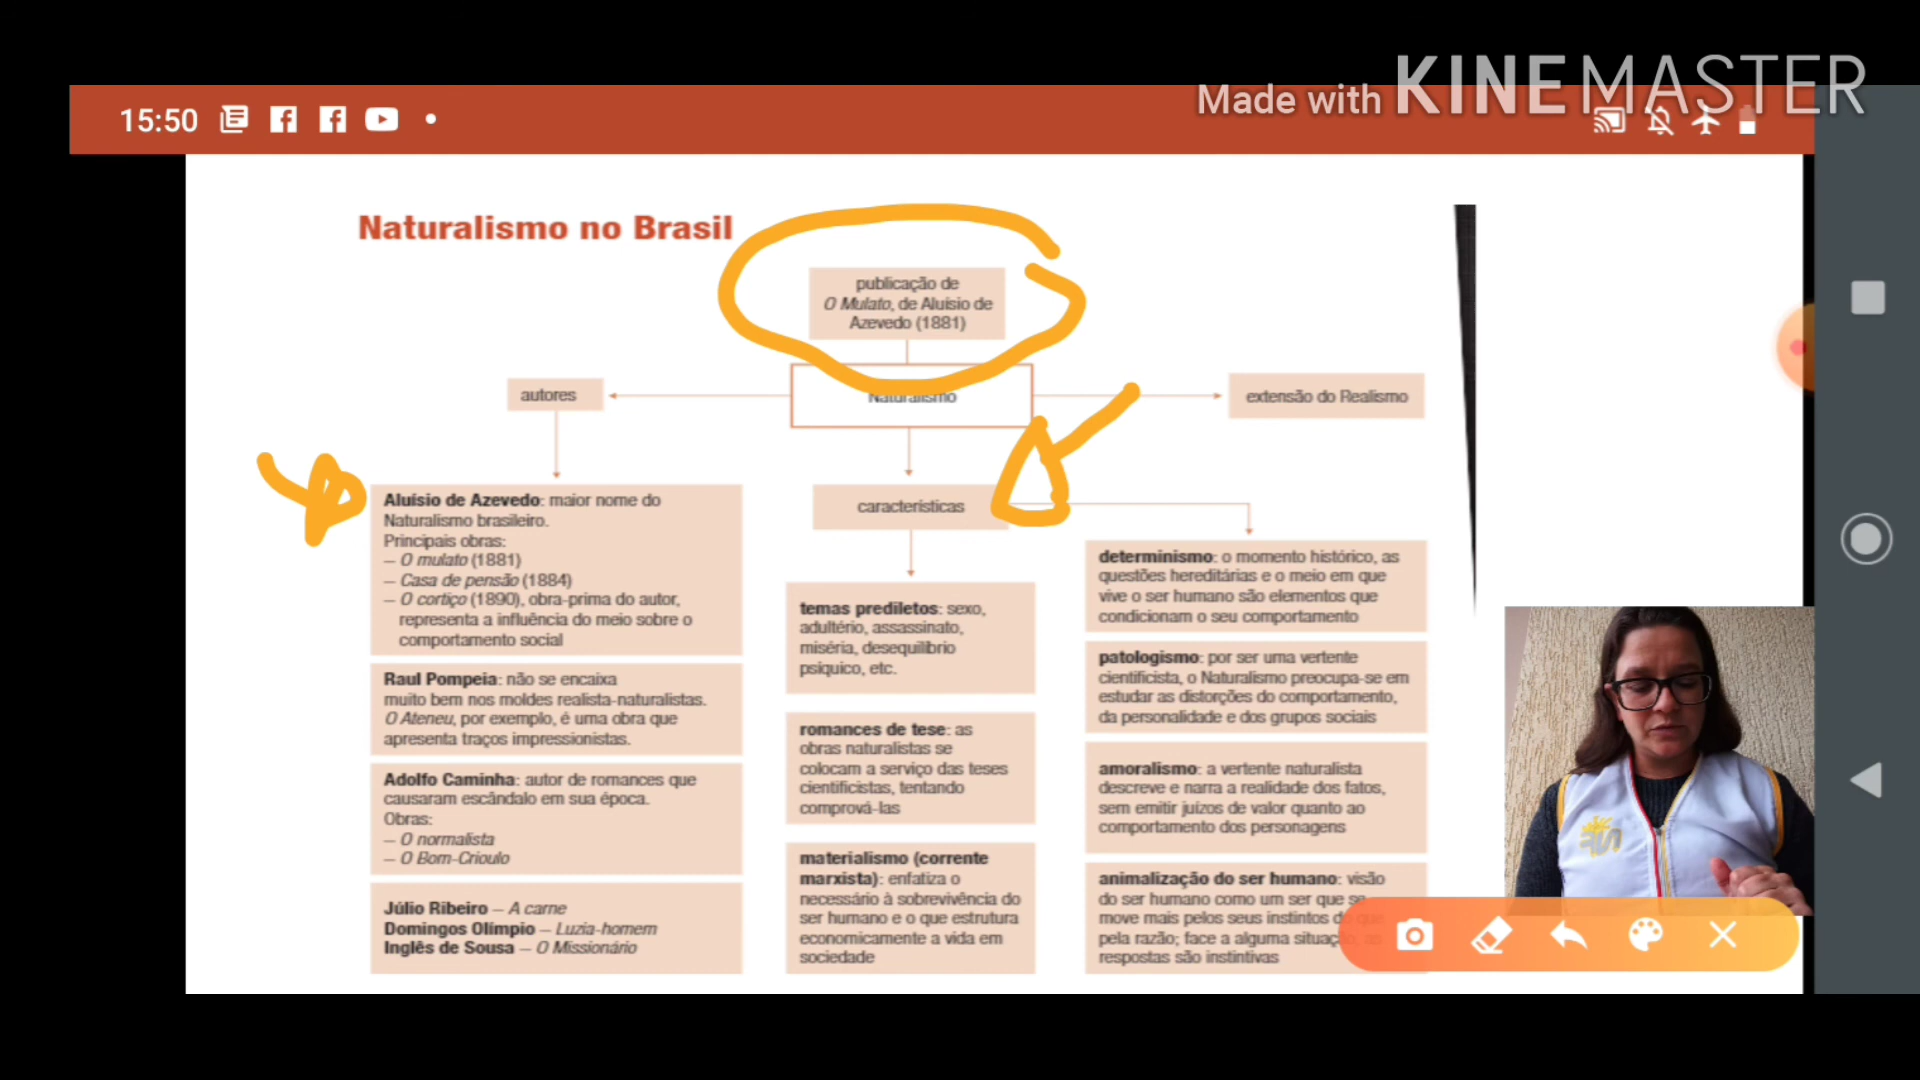 Made with KINEMASTER
15:50
Naturalismo no Brasil
publicação de
O Mulato, de Aluísio de
Azevedo (1881)
autores
Naturalismo
extensão do Realismo
Aluísio de Azevedo: maior nome do
Naturalismo brasileiro.
Principais obras:
– O mulato (1881)
– Casa de pensão (1884)
– O cortiço (1890), obra-prima do autor,
representa a influência do meio sobre o
comportamento social
Raul Pompeia: não se encaixa
muito bem nos moldes realista-naturalistas.
O Ateneu, por exemplo, é uma obra que
apresenta traços impressionistas.
Adolfo Caminha: autor de romances que
causaram escândalo em sua época.
Obras:
– O normalista
– O Bom-Crioulo
Júlio Ribeiro – A carne
Domingos Olímpio – Luzia-homem
Inglês de Sousa – O Missionário
características
temas prediletos: sexo,
adultério, assassinato,
miséria, desequilíbrio
psíquico, etc.
romances de tese: as
obras naturalistas se
colocam a serviço das teses
cientificistas, tentando
comprová-las
materialismo (corrente
marxista): enfatiza o
necessário à sobrevivência do
ser humano e o que estrutura
economicamente a vida em
sociedade
determinismo: o momento histórico, as
questões hereditárias e o meio em que
vive o ser humano são elementos que
condicionam o seu comportamento
patologismo: por ser uma vertente
cientificista, o Naturalismo preocupa-se em
estudar as distorções do comportamento,
da personalidade e dos grupos sociais
amoralismo: a vertente naturalista
descreve e narra a realidade dos fatos,
sem emitir juízos de valor quanto ao
comportamento dos personagens
animalização do ser humano: visão
do ser humano como um ser que se
move mais pelos seus instintos do que
pela razão; face a alguma situação, as
respostas são instintivas